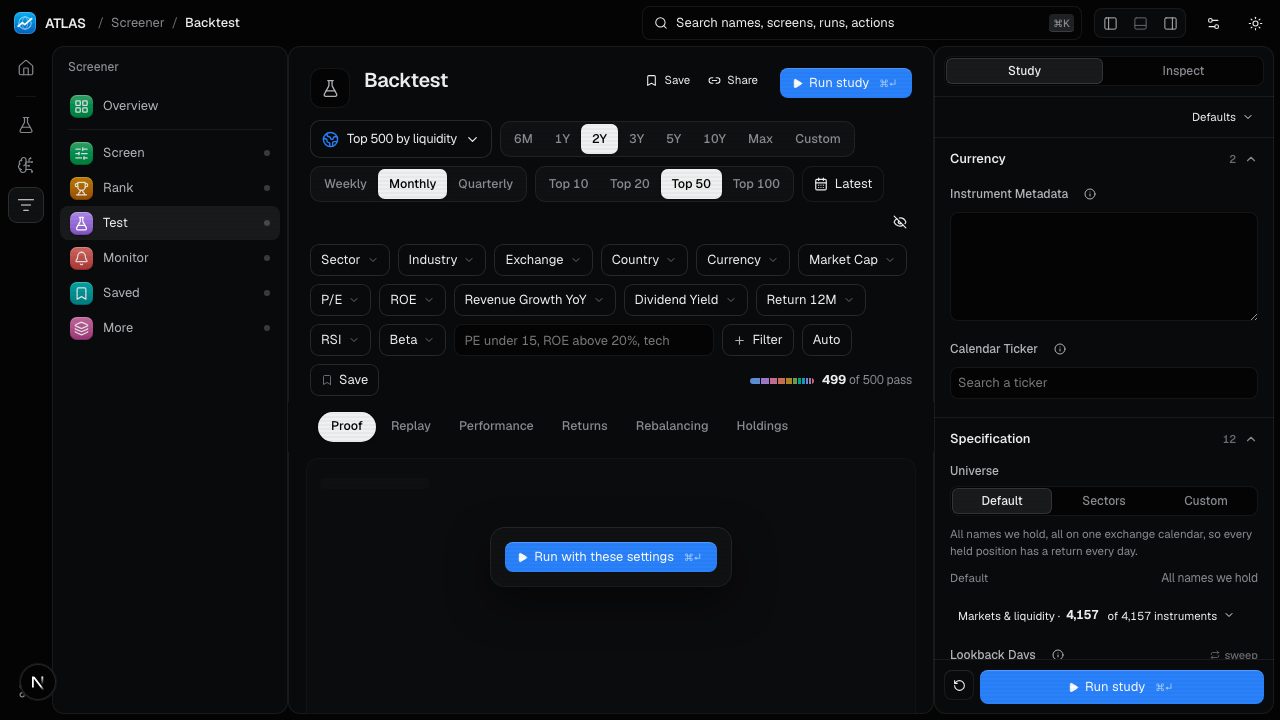 ATLAS / Screener / Backtest
Search names, screens, runs, actions ⌘K
Screener
Overview
Screen
Rank
Test
Monitor
Saved
More
N
Backtest
Save
Share
Run study ⌘↵
Top 500 by liquidity
6M 1Y 2Y 3Y 5Y 10Y Max Custom
Weekly Monthly Quarterly
Top 10 Top 20 Top 50 Top 100
Latest
Sector Industry Exchange Country Currency Market Cap
P/E ROE Revenue Growth YoY Dividend Yield Return 12M
RSI Beta PE under 15, ROE above 20%, tech Filter Auto
Save 499 of 500 pass
Proof Replay Performance Returns Rebalancing Holdings
Run with these settings ⌘↵
Study Inspect
Defaults
Currency 2
Instrument Metadata
Calendar Ticker
Search a ticker
Specification 12
Universe
Default Sectors Custom
All names we hold, all on one exchange calendar, so every
held position has a return every day.
Default All names we hold
Markets & liquidity · 4,157 of 4,157 instruments
Lookback Days sweep
Run study ⌘↵